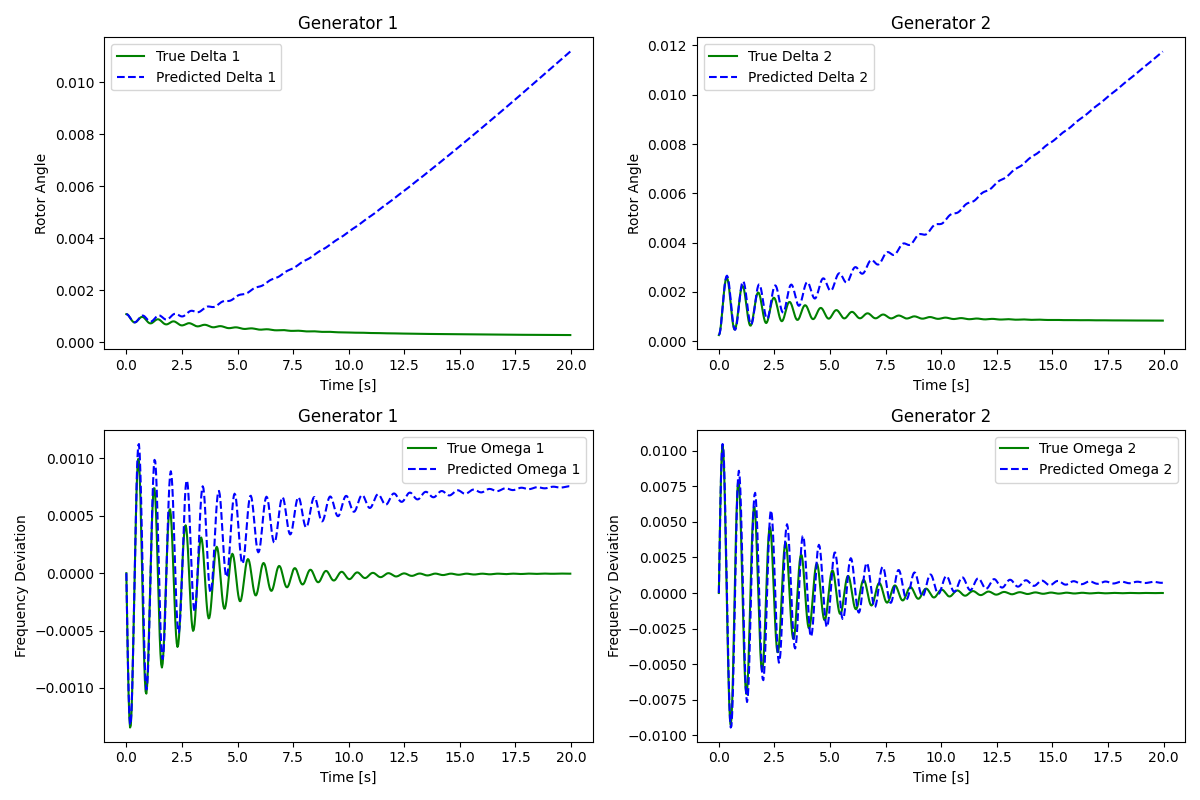 Generator 1
True Delta 1
Predicted Delta 1
Rotor Angle
0.010
0.008
0.006
0.004
0.002
0.000
0.0 2.5 5.0 7.5 10.0 12.5 15.0 17.5 20.0
Time [s]
Generator 2
True Delta 2
Predicted Delta 2
Rotor Angle
0.012
0.010
0.008
0.006
0.004
0.002
0.000
0.0 2.5 5.0 7.5 10.0 12.5 15.0 17.5 20.0
Time [s]
Generator 1
True Omega 1
Predicted Omega 1
Frequency Deviation
0.0010
0.0005
0.0000
−0.0005
−0.0010
0.0 2.5 5.0 7.5 10.0 12.5 15.0 17.5 20.0
Time [s]
Generator 2
True Omega 2
Predicted Omega 2
Frequency Deviation
0.0100
0.0075
0.0050
0.0025
0.0000
−0.0025
−0.0050
−0.0075
−0.0100
0.0 2.5 5.0 7.5 10.0 12.5 15.0 17.5 20.0
Time [s]